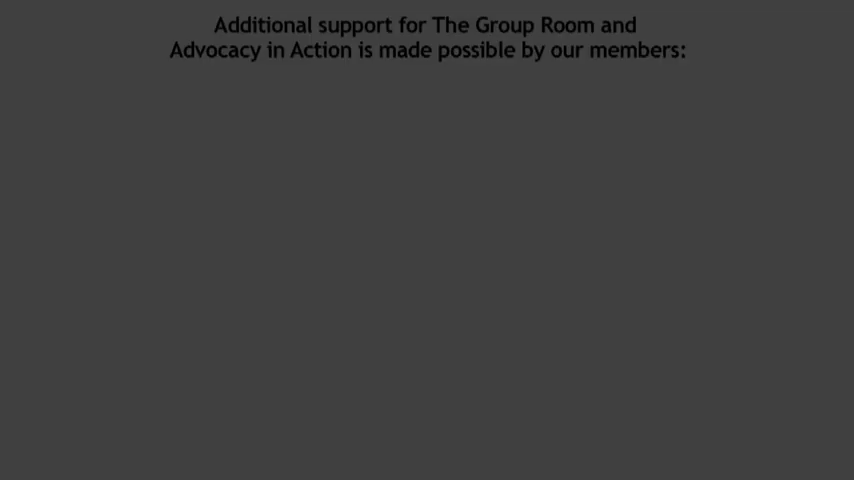 Additional support for The Group Room and
Advocacy in Action is made possible by our members: